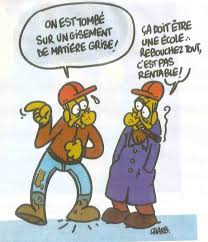 ON EST TOMBÉ
SUR UN GISEMENT
DE MATIÈRE GRISE!
ÇA DOIT ÊTRE
UNE ÉCOLE..
REBOUCHEZ TOUT,
C'EST PAS
RENTABLE!
CHARB.